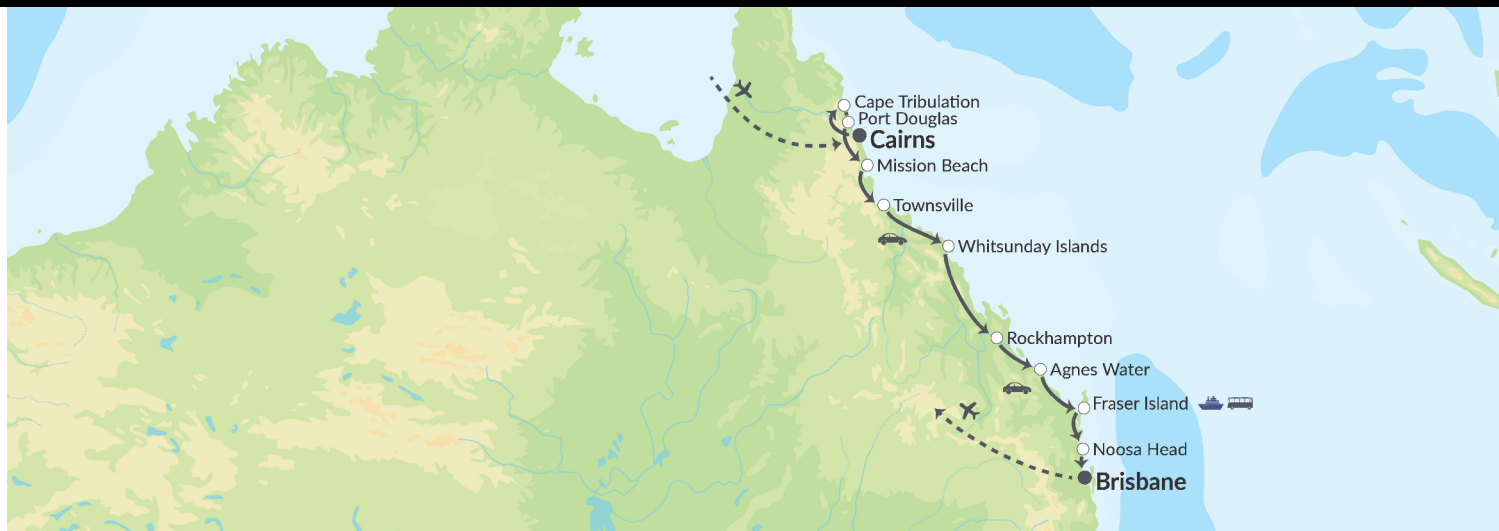 Cape Tribulation
Port Douglas
Cairns
Mission Beach
Townsville
Whitsunday Islands
Rockhampton
Agnes Water
Fraser Island
Noosa Head
Brisbane